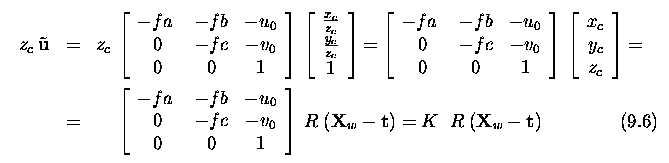 z_c ũ = z_c [ -fa -fb -u_0 ; 0 -fc -v_0 ; 0 0 1 ] [ x_c/z_c ; y_c/z_c ; 1 ] = [ -fa -fb -u_0 ; 0 -fc -v_0 ; 0 0 1 ] [ x_c ; y_c ; z_c ] =
= [ -fa -fb -u_0 ; 0 -fc -v_0 ; 0 0 1 ] R (X_w - t) = K R (X_w - t) (9.6)